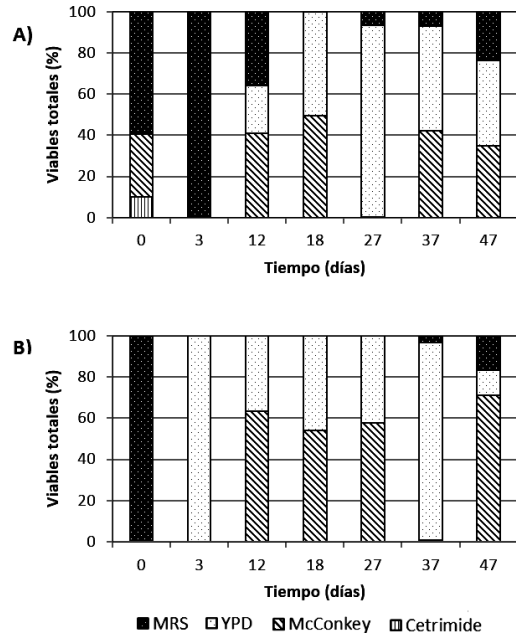 A)
Viables totales (%)
100
80
60
40
20
0
0 3 12 18 27 37 47
Tiempo (días)
B)
Viables totales (%)
100
80
60
40
20
0
0 3 12 18 27 37 47
Tiempo (días)
MRS YPD McConkey Cetrimide